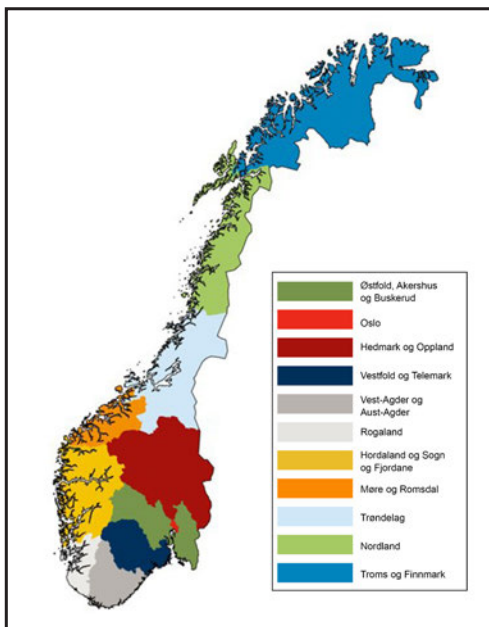 Østfold, Akershus
og Buskerud
Oslo
Hedmark og Oppland
Vestfold og Telemark
Vest-Agder og
Aust-Agder
Rogaland
Hordaland og Sogn
og Fjordane
Møre og Romsdal
Trøndelag
Nordland
Troms og Finnmark